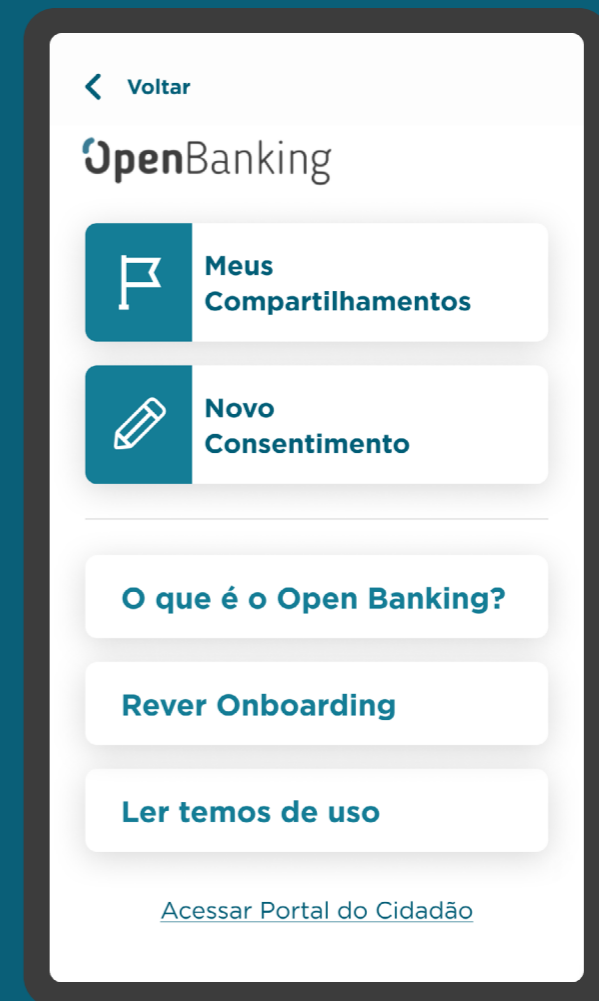 Voltar
OpenBanking
Meus
Compartilhamentos
Novo
Consentimento
O que é o Open Banking?
Rever Onboarding
Ler temos de uso
Acessar Portal do Cidadão